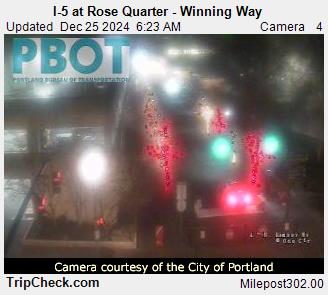 I-5 at Rose Quarter - Winning Way
Updated Dec 25 2024 6:23 AM Camera 4
PBOT
PORTLAND BUREAU OF TRANSPORTATION
Camera courtesy of the City of Portland
TripCheck.com Milepost302.00